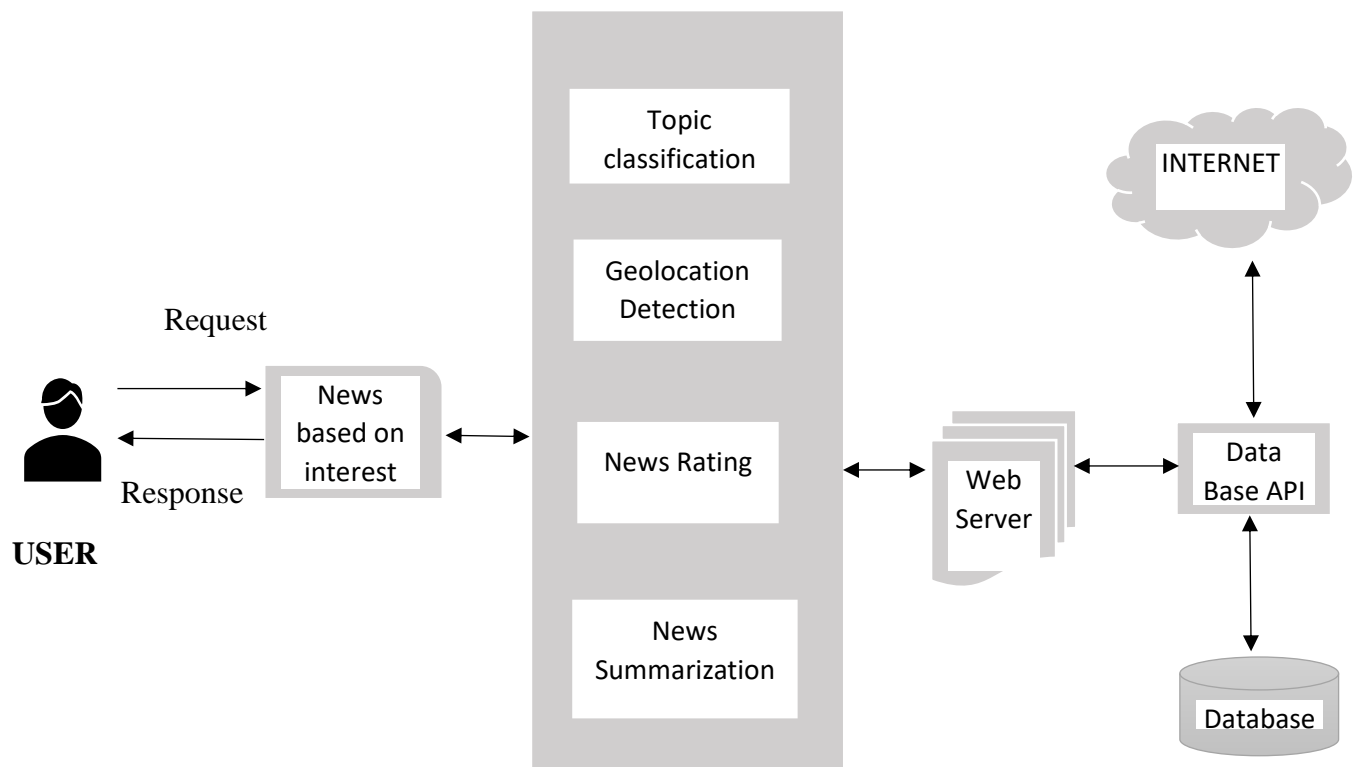 Request
Response
USER
News
based on
interest
Topic
classification
Geolocation
Detection
News Rating
News
Summarization
Web
Server
INTERNET
Data
Base API
Database